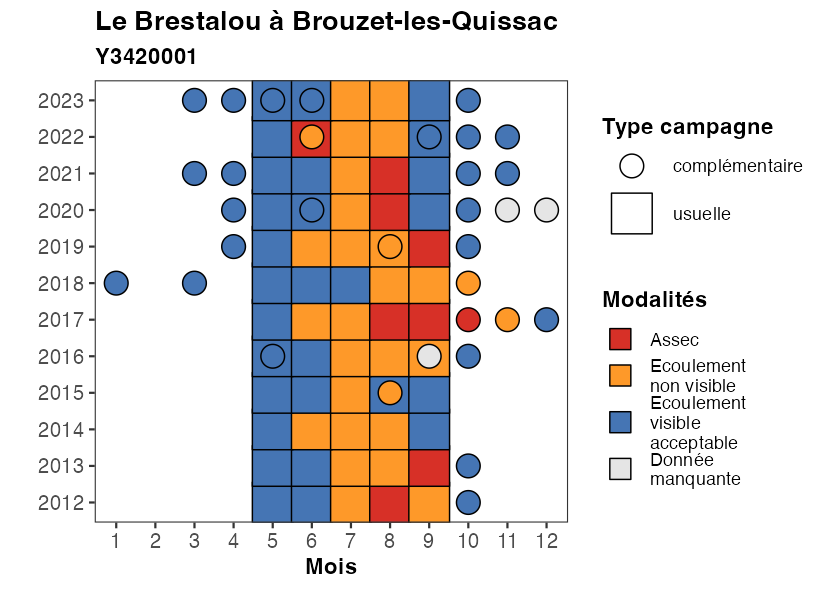 Le Brestalou à Brouzet-les-Quissac
Y3420001
2023
2022
2021
2020
2019
2018
2017
2016
2015
2014
2013
2012
1 2 3 4 5 6 7 8 9 10 11 12
Mois
Type campagne
complémentaire
usuelle
Modalités
Assec
Ecoulement
non visible
Ecoulement
visible
acceptable
Donnée
manquante